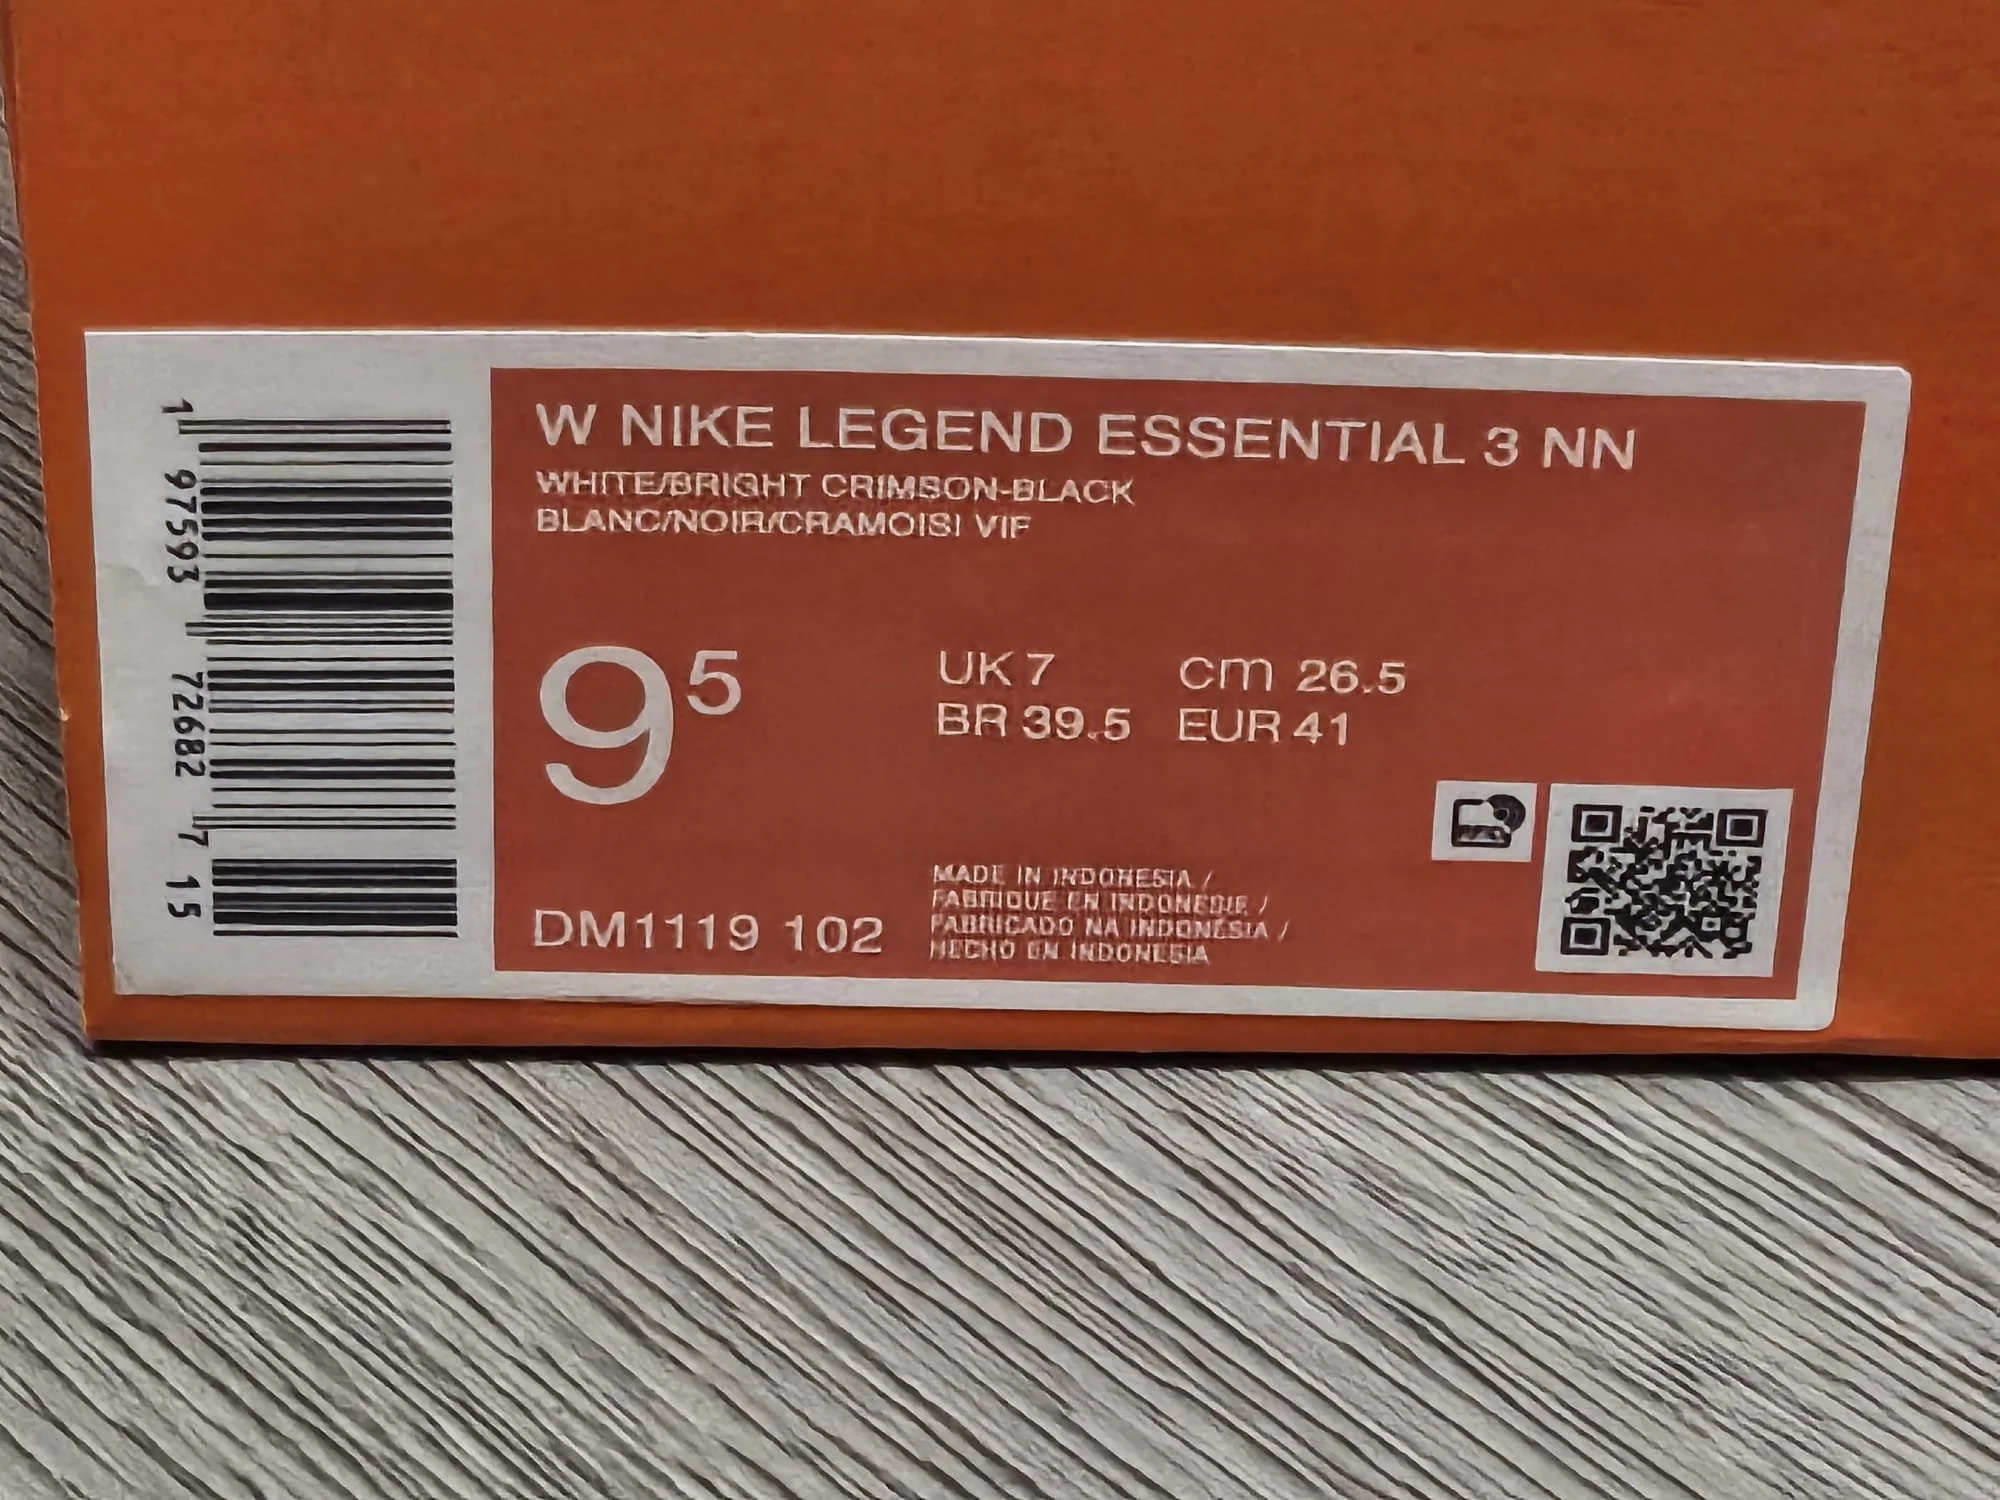 W NIKE LEGEND ESSENTIAL 3 NN
WHITE/BRIGHT CRIMSON-BLACK
BLANC/NOIR/CRAMOISI VIF
9 5
UK 7 cm 26.5
BR 39.5 EUR 41
DM1119 102
MADE IN INDONESIA /
FABRIQUE EN INDONESIE /
FABRICADO NA INDONÉSIA /
HECHO EN INDONESIA
1 97593 72682 7 15